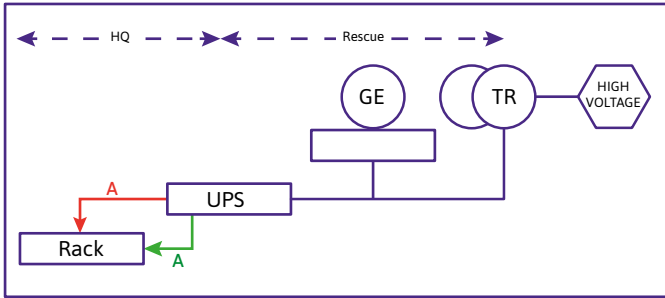 HQ
Rescue
GE
TR
HIGH
VOLTAGE
A
UPS
Rack
A